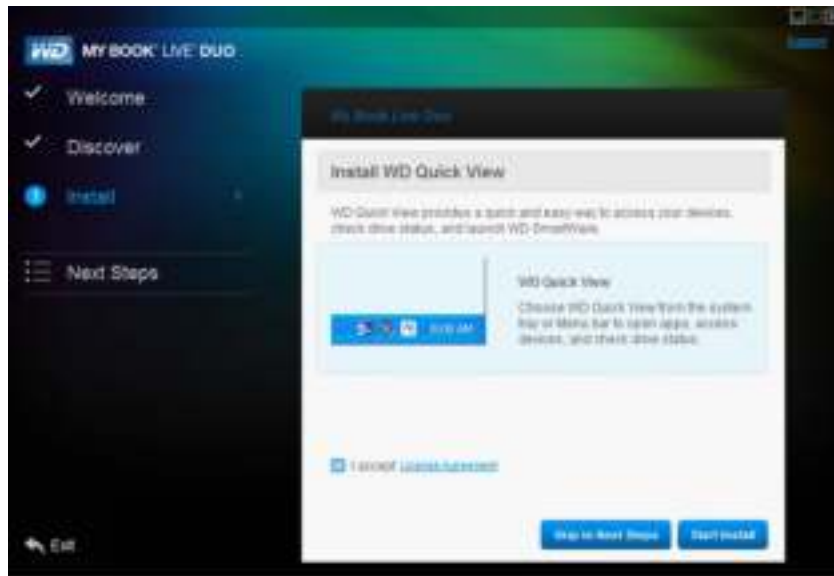 WD MY BOOK LIVE DUO
Welcome
Discover
Install
Next Steps
Exit
My Book Live Duo
Install WD Quick View
WD Quick View provides a quick and easy way to access your devices,
check drive status, and launch WD SmartWare.
WD Quick View
Choose WD Quick View from the system
tray or Menu bar to open apps, access
devices, and check drive status.
I accept License Agreement
Skip to Next Steps
Start Install